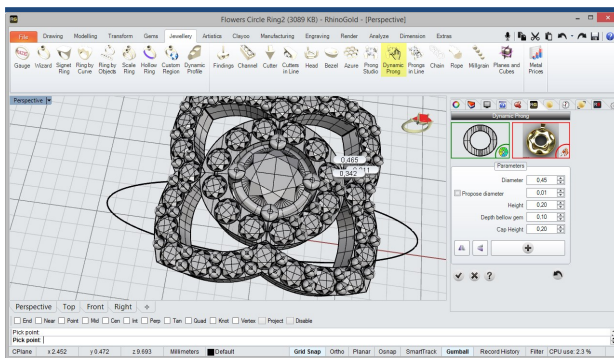 Flowers Circle Ring2 (3089 KB) - RhinoGold - [Perspective]
File Drawing Modelling Transform Gems Jewellery Artistics Clayoo Manufacturing Engraving Render Analyze Dimension Extras
Gauge Wizard Signet Ring Ring by Curve Ring by Objects Scale Ring Hollow Ring Custom Region Dynamic Profile Findings Channel Cutter Cutters in Line Head Bezel Azure Prong Studio Dynamic Prong Prongs in Line Chain Rope Millgrain Planes and Cubes Metal Prices
Perspective
0,465
0,342
Dynamic Prong
Parameters
Diameter 0,45
Propose diameter 0,01
Height 0,20
Depth bellow gem 0,10
Cap Height 0,20
Perspective Top Front Right
End Near Point Mid Cen Int Perp Tan Quad Knot Vertex Project Disable
Pick point:
Pick point:
CPlane x 2.452 y 0.472 z 9.693 Millimeters Default Grid Snap Ortho Planar Osnap SmartTrack Gumball Record History Filter CPU use: 2.3 %